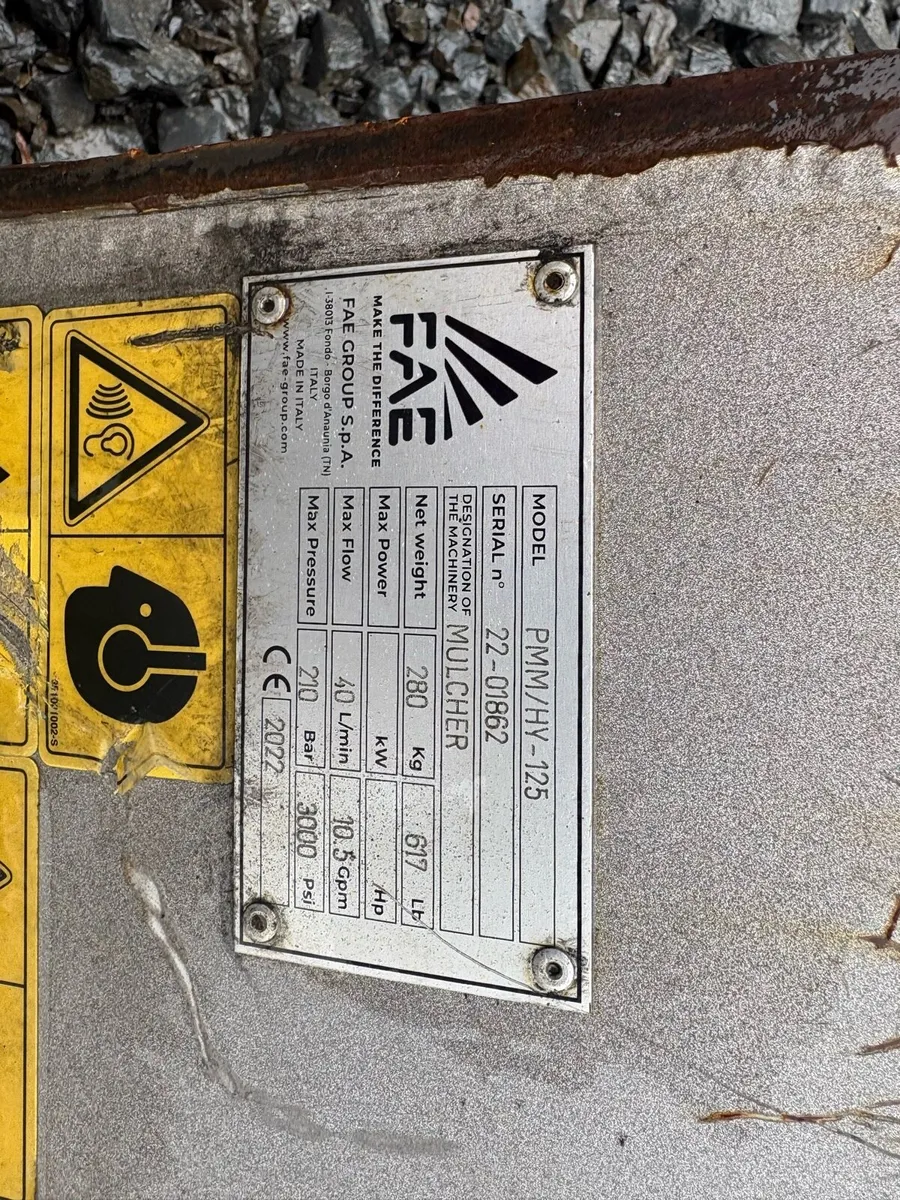 FAE
MAKE THE DIFFERENCE
FAE GROUP S.p.A.
I-38013 Fondo - Borgo d'Anaunia (TN)
ITALY
MADE IN ITALY
www.fae-group.com
MODEL PMM/HY-125
SERIAL n° 22-01862
DESIGNATION OF
THE MACHINERY MULCHER
Net weight 280 Kg 617 Lb
Max Power kW /Hp
Max Flow 40 L/min 10.5 Gpm
Max Pressure 210 Bar 3000 Psi
CE 2022